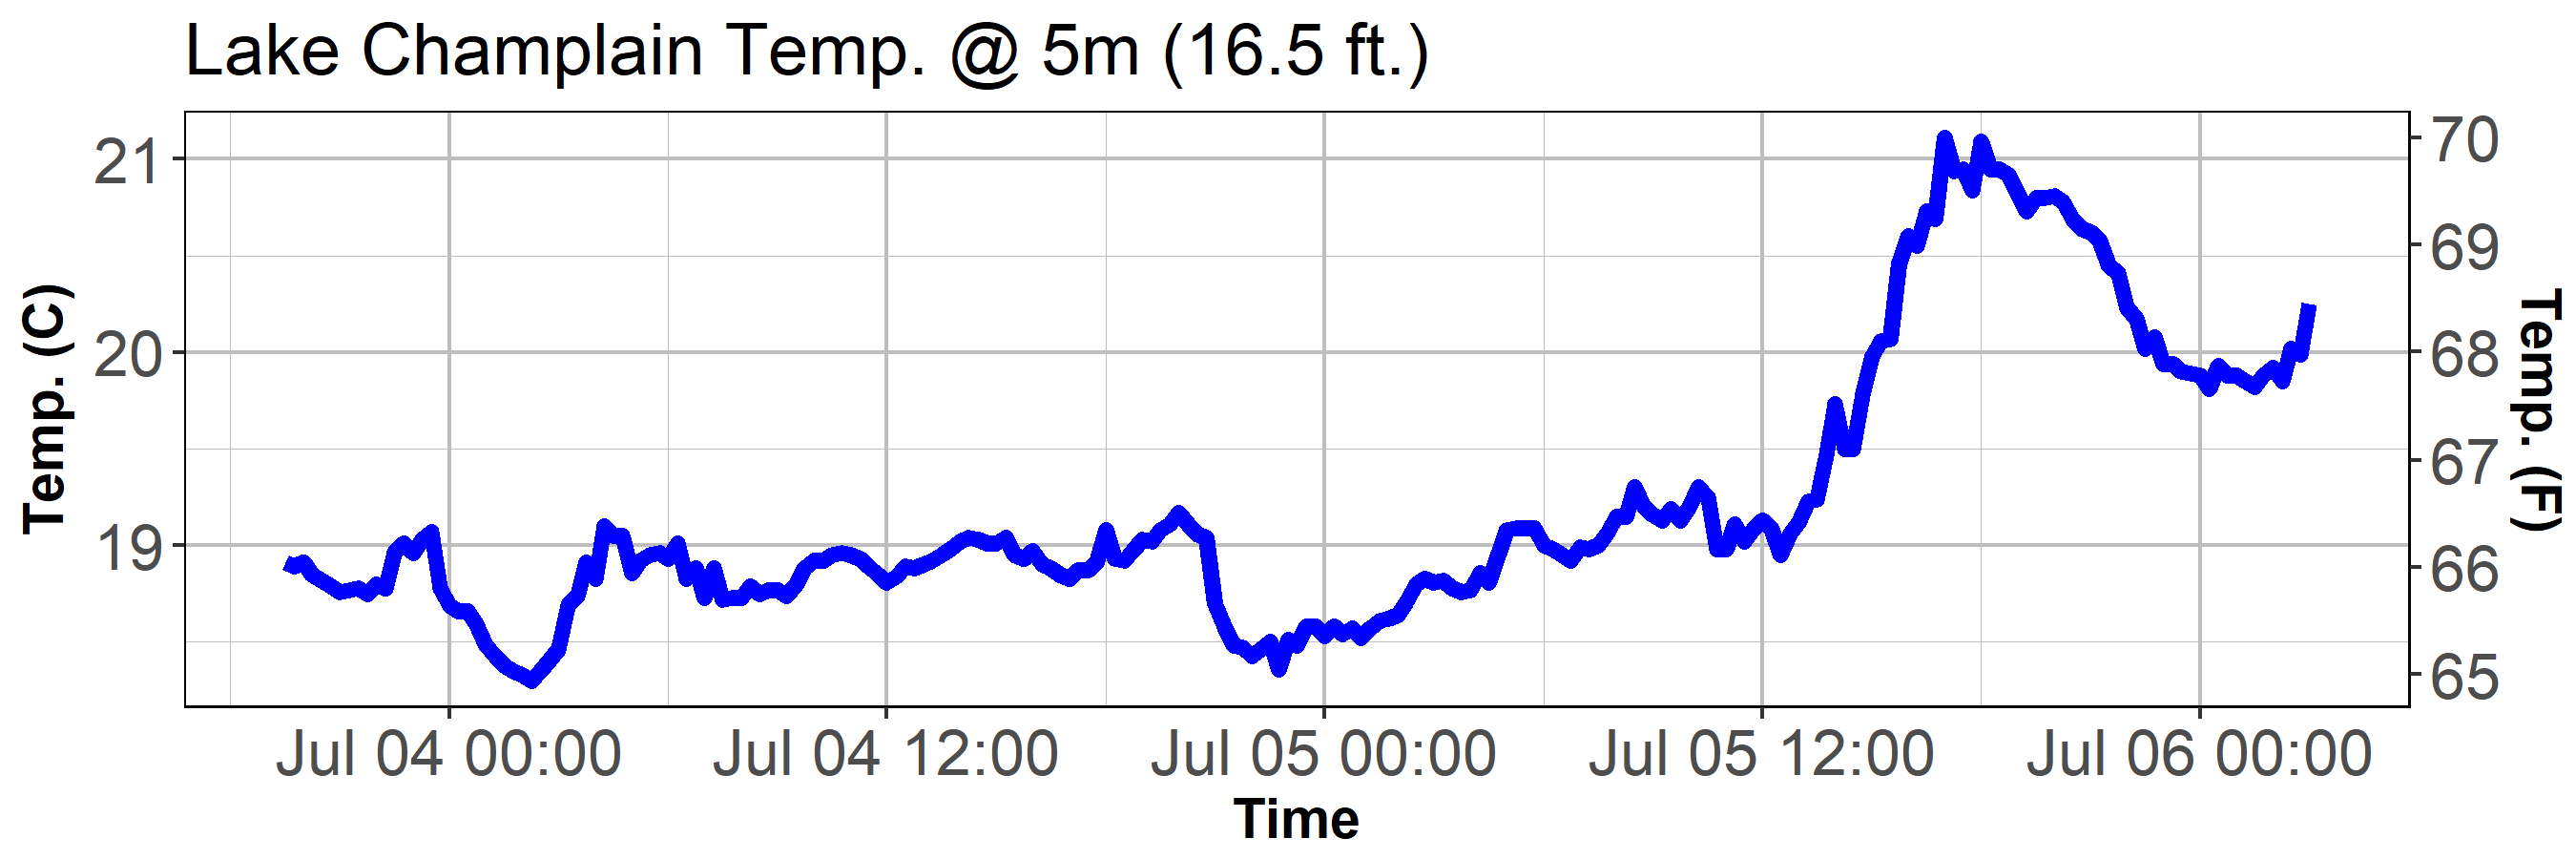 Lake Champlain Temp. @ 5m (16.5 ft.)
21
20
19
Temp. (C)
70
69
68
67
66
65
Temp. (F)
Jul 04 00:00 Jul 04 12:00 Jul 05 00:00 Jul 05 12:00 Jul 06 00:00
Time